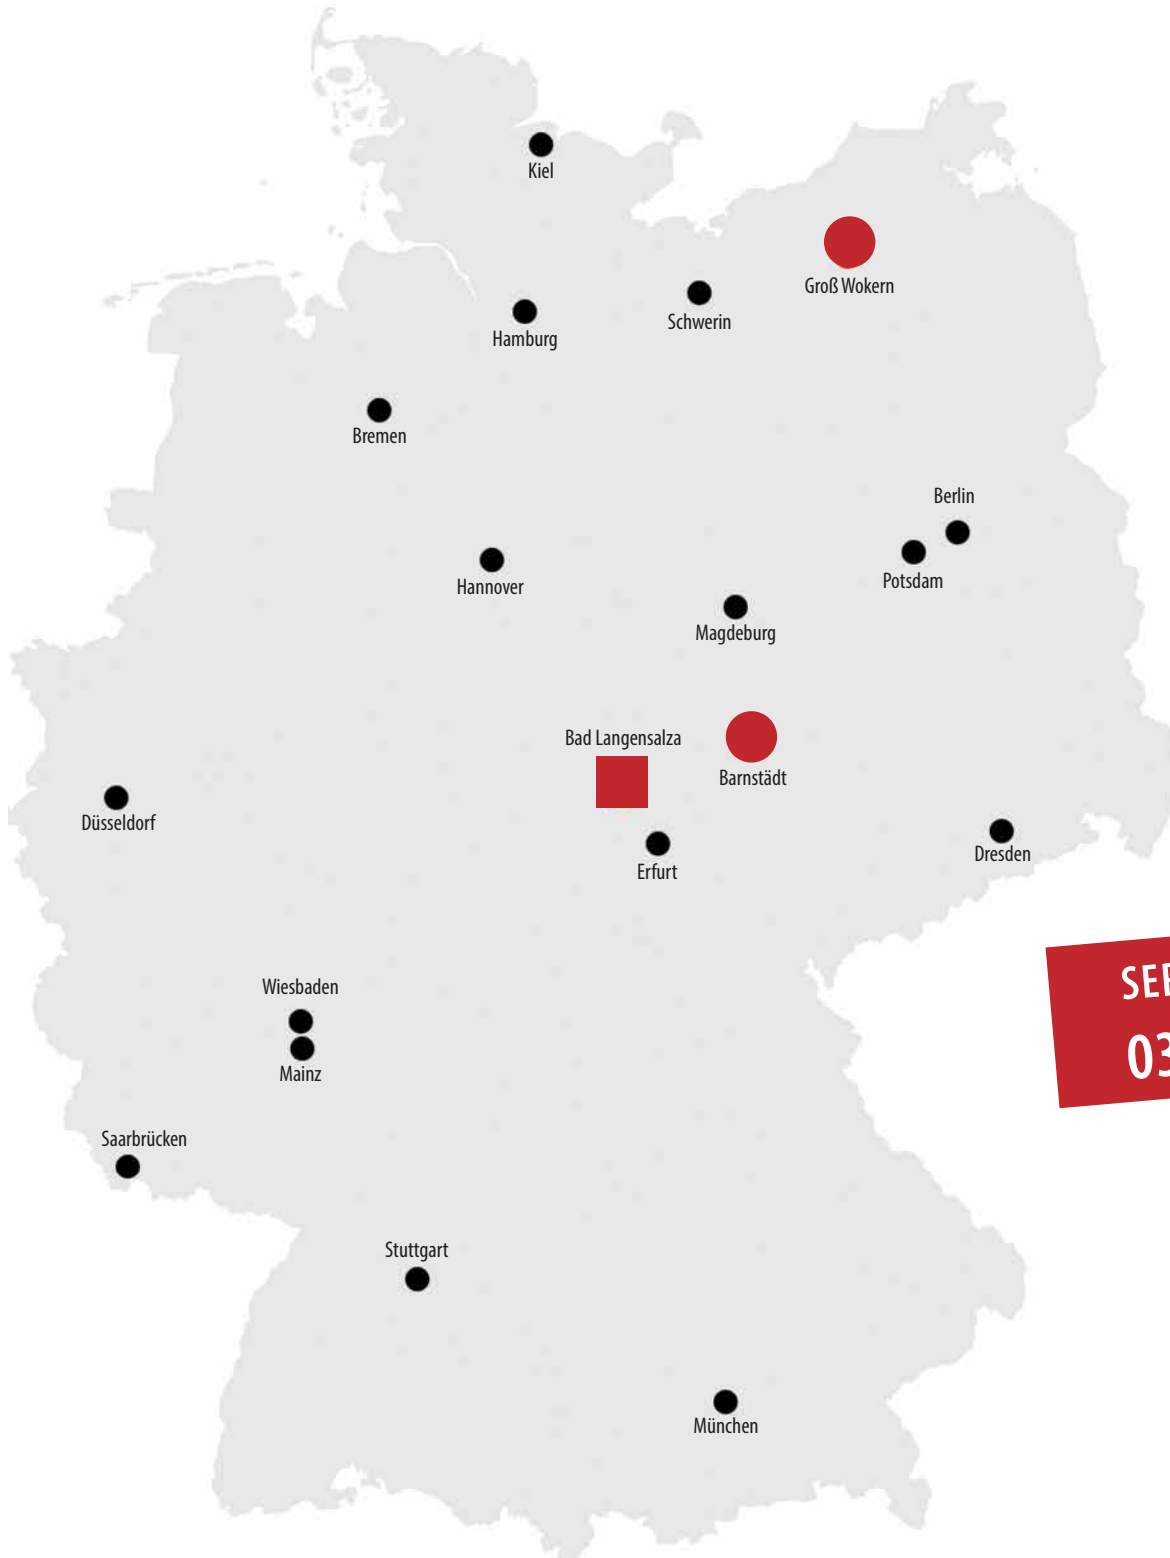 Kiel
Groß Wokern
Schwerin
Hamburg
Bremen
Berlin
Potsdam
Hannover
Magdeburg
Bad Langensalza
Barnstädt
Düsseldorf
Dresden
Erfurt
03
Wiesbaden
Mainz
Saarbrücken
Stuttgart
München